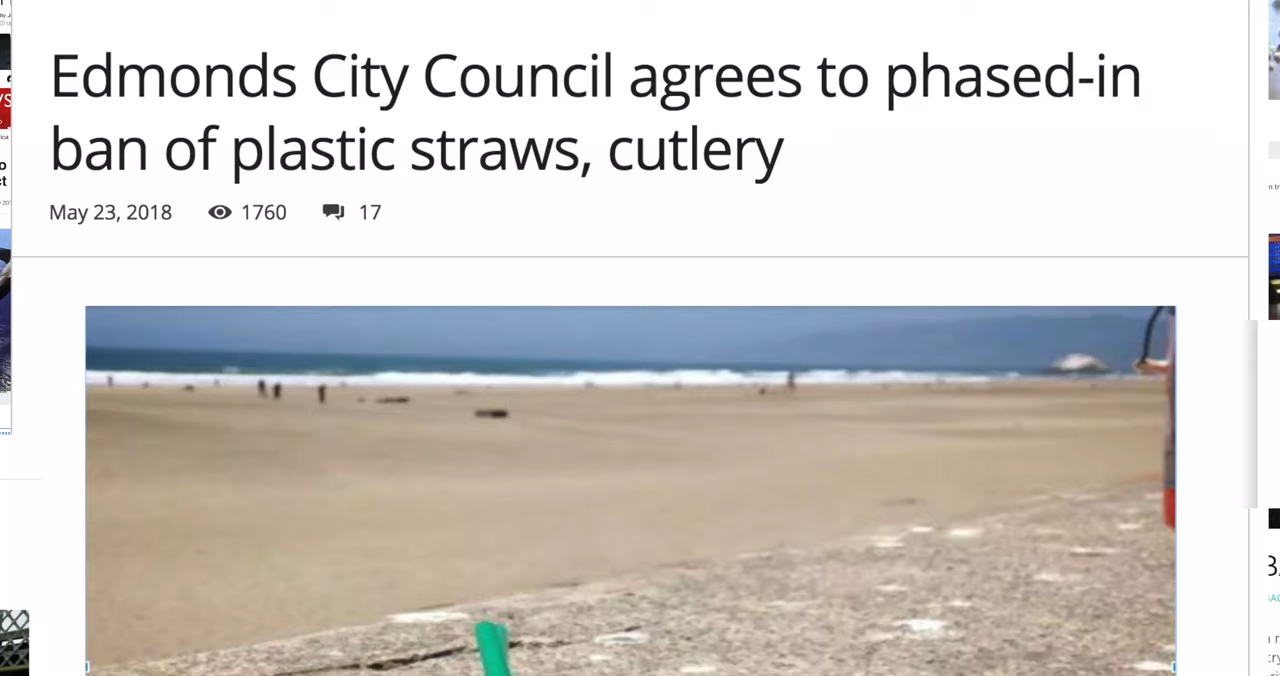 Edmonds City Council agrees to phased-in
ban of plastic straws, cutlery
May 23, 2018 1760 17